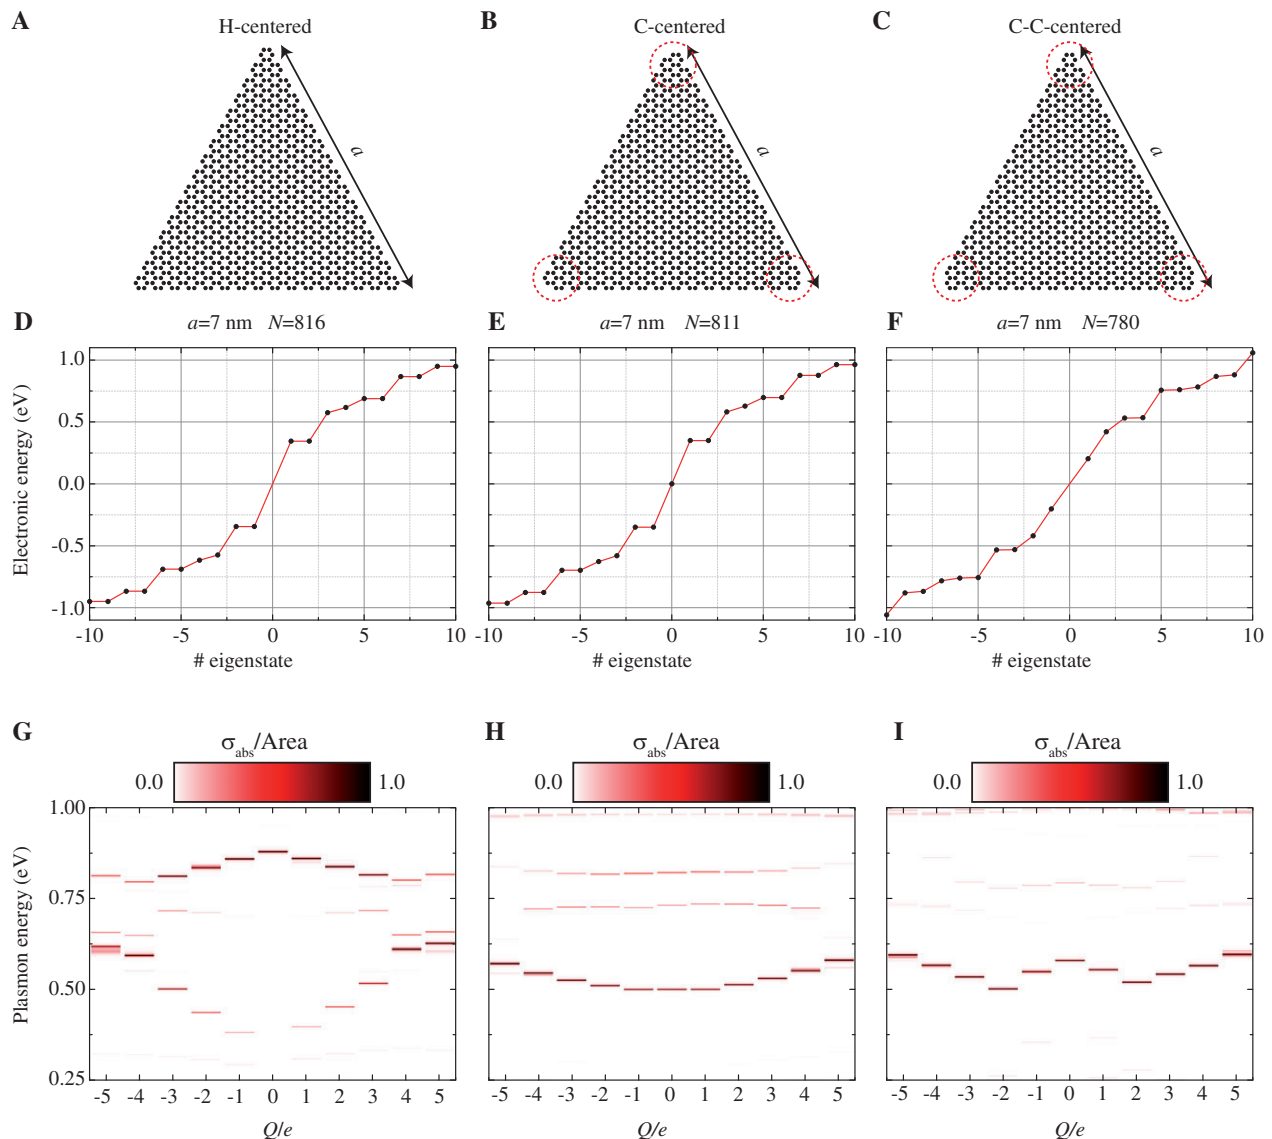 A H-centered B C-centered C C-C-centered
a a a
D a=7 nm N=816 E a=7 nm N=811 F a=7 nm N=780
Electronic energy (eV)
1.0
0.5
0.0
-0.5
-1.0
-10 -5 0 5 10 -10 -5 0 5 10 -10 -5 0 5 10
# eigenstate # eigenstate # eigenstate
G H I
σabs/Area σabs/Area σabs/Area
0.0 1.0 0.0 1.0 0.0 1.0
Plasmon energy (eV)
1.00
0.75
0.50
0.25
-5 -4 -3 -2 -1 0 1 2 3 4 5 -5 -4 -3 -2 -1 0 1 2 3 4 5 -5 -4 -3 -2 -1 0 1 2 3 4 5
Q/e Q/e Q/e